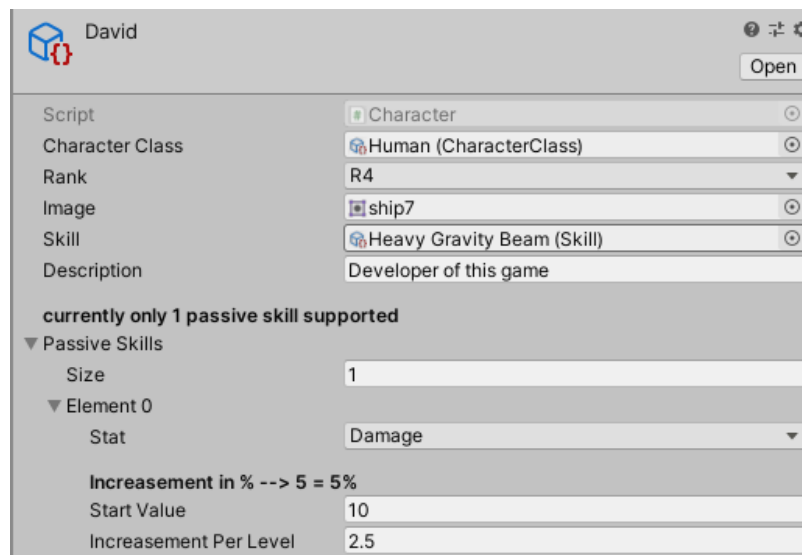 David
Open
Script Character
Character Class Human (CharacterClass)
Rank R4
Image ship7
Skill Heavy Gravity Beam (Skill)
Description Developer of this game
currently only 1 passive skill supported
Passive Skills
Size 1
Element 0
Stat Damage
Increasement in % --> 5 = 5%
Start Value 10
Increasement Per Level 2.5